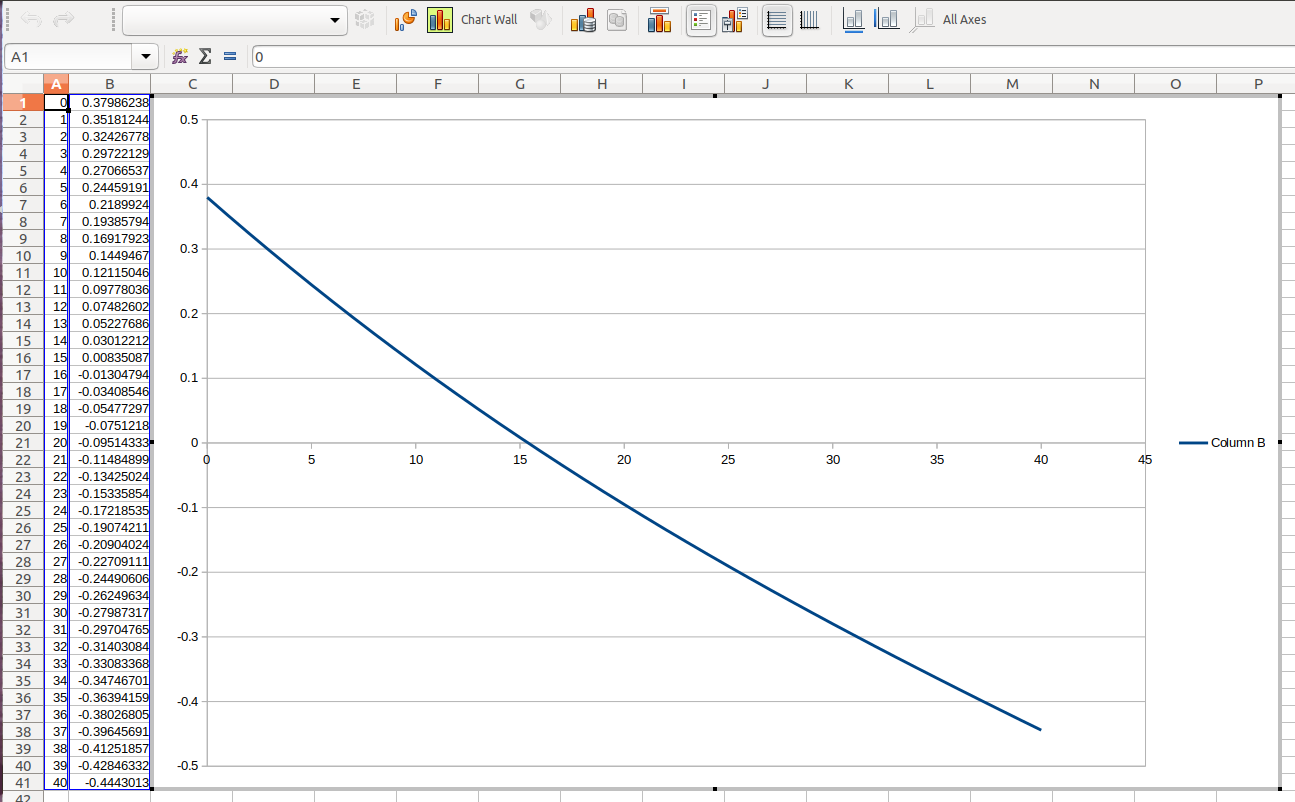 Chart Wall All Axes
A1 0
A B C D E F G H I J K L M N O P
1 0 0.37986238
2 1 0.35181244
3 2 0.32426778
4 3 0.29722129
5 4 0.27066537
6 5 0.24459191
7 6 0.2189924
8 7 0.19385794
9 8 0.16917923
10 9 0.1449467
11 10 0.12115046
12 11 0.09778036
13 12 0.07482602
14 13 0.05227686
15 14 0.03012212
16 15 0.00835087
17 16 -0.01304794
18 17 -0.03408546
19 18 -0.05477297
20 19 -0.0751218
21 20 -0.09514333
22 21 -0.11484899
23 22 -0.13425024
24 23 -0.15335854
25 24 -0.17218535
26 25 -0.19074211
27 26 -0.20904024
28 27 -0.22709111
29 28 -0.24490606
30 29 -0.26249634
31 30 -0.27987317
32 31 -0.29704765
33 32 -0.31403084
34 33 -0.33083368
35 34 -0.34746701
36 35 -0.36394159
37 36 -0.38026805
38 37 -0.39645691
39 38 -0.41251857
40 39 -0.42846332
41 40 -0.4443013
42
0.5
0.4
0.3
0.2
0.1
0
-0.1
-0.2
-0.3
-0.4
-0.5
0 5 10 15 20 25 30 35 40 45
Column B